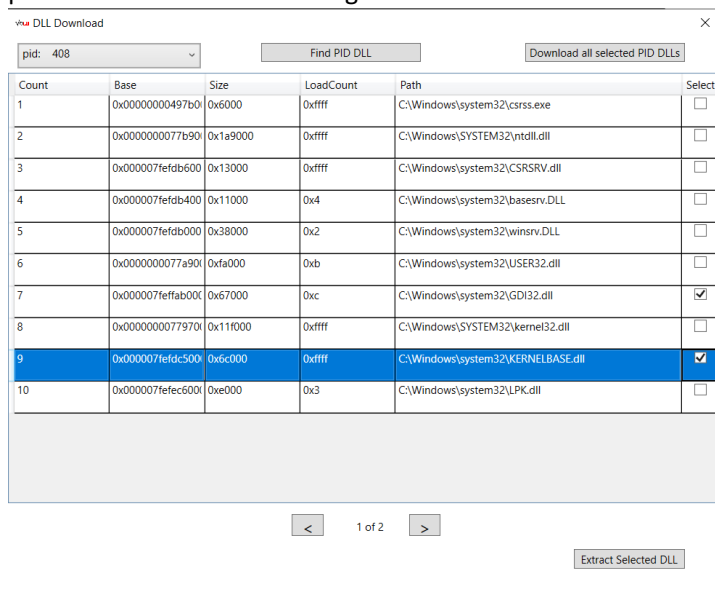 DLL Download
pid: 408
Find PID DLL
Download all selected PID DLLs
Count Base Size LoadCount Path Select
1 0x00000000497b0 0x6000 0xffff C:\Windows\system32\csrss.exe
2 0x0000000077b90 0x1a9000 0xffff C:\Windows\SYSTEM32\ntdll.dll
3 0x000007fefdb600 0x13000 0xffff C:\Windows\system32\CSRSRV.dll
4 0x000007fefdb400 0x11000 0x4 C:\Windows\system32\basesrv.DLL
5 0x000007fefdb000 0x38000 0x2 C:\Windows\system32\winsrv.DLL
6 0x0000000077a90 0xfa000 0xb C:\Windows\system32\USER32.dll
7 0x000007feffab000 0x67000 0xc C:\Windows\system32\GDI32.dll
8 0x0000000077970 0x11f000 0xffff C:\Windows\SYSTEM32\kernel32.dll
9 0x000007fefdc500 0x6c000 0xffff C:\Windows\system32\KERNELBASE.dll
10 0x000007fefec600 0xe000 0x3 C:\Windows\system32\LPK.dll
< 1 of 2 >
Extract Selected DLL